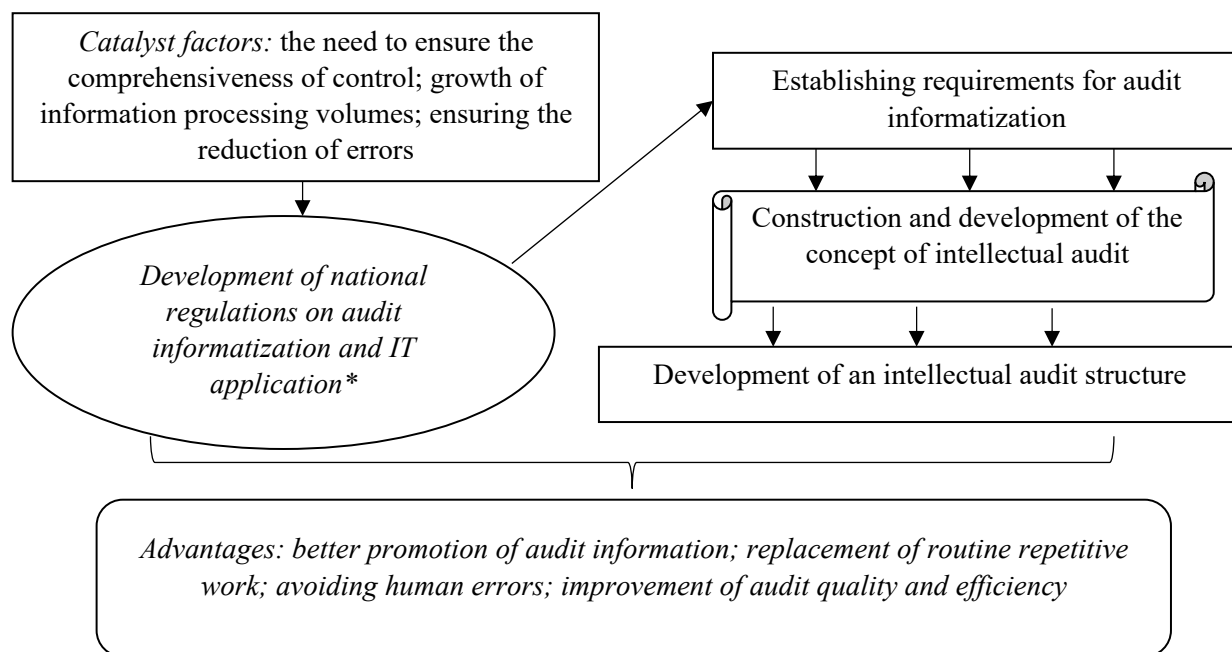 Catalyst factors: the need to ensure the
comprehensiveness of control; growth of
information processing volumes; ensuring the
reduction of errors
Development of national
regulations on audit
informatization and IT
application*
Establishing requirements for audit
informatization
Construction and development of the
concept of intellectual audit
Development of an intellectual audit structure
Advantages: better promotion of audit information; replacement of routine repetitive
work; avoiding human errors; improvement of audit quality and efficiency